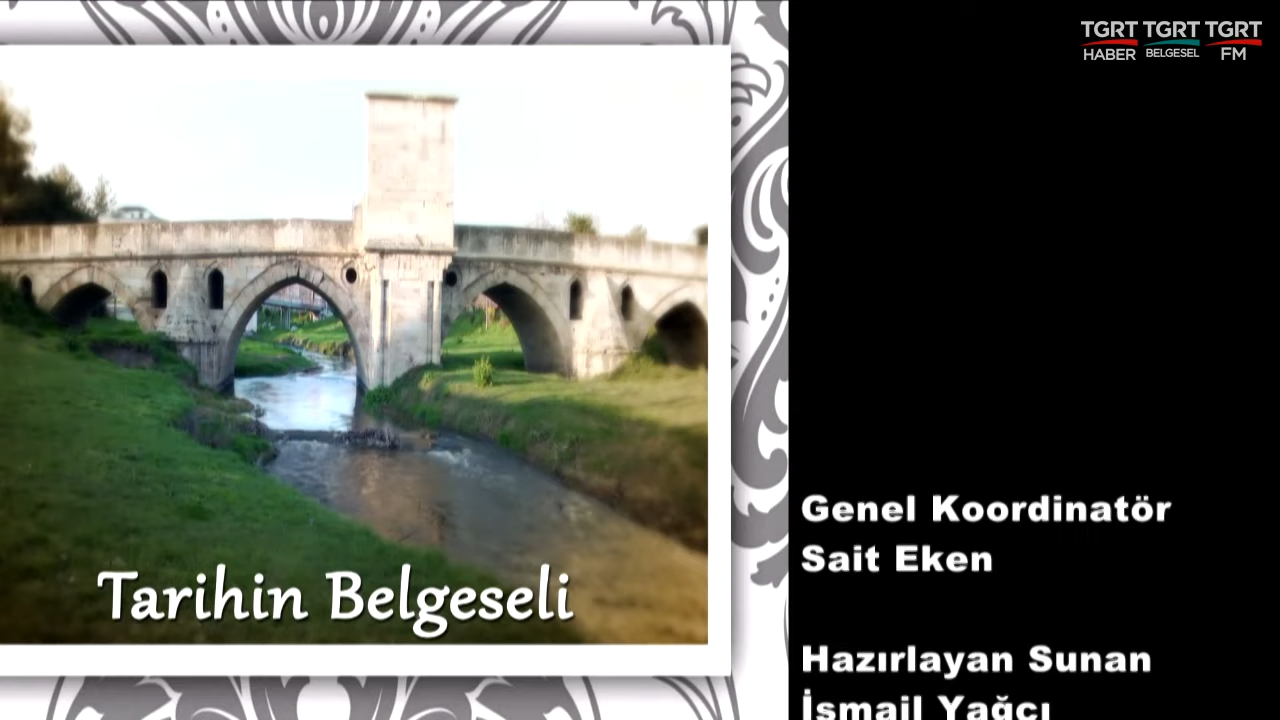 TGRT TGRT TGRT
HABER BELGESEL FM
Tarihin Belgeseli
Genel Koordinatör
Sait Eken
Hazırlayan Sunan
İsmail Yağcı